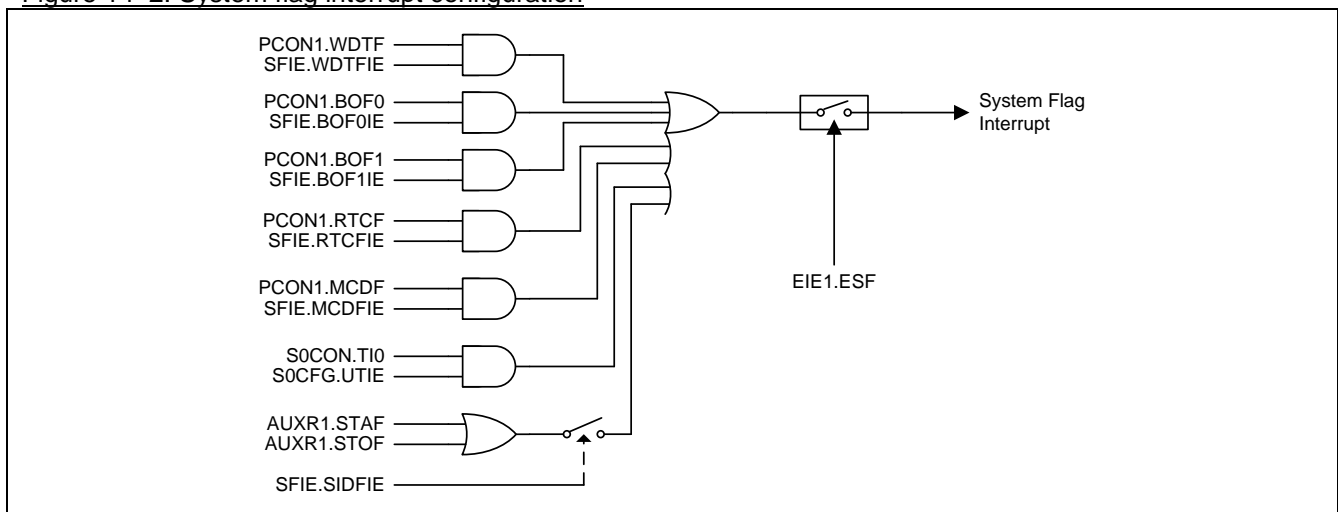 Figure 14-2. System flag interrupt configuration
PCON1.WDTF
SFIE.WDTFIE
PCON1.BOF0
SFIE.BOF0IE
PCON1.BOF1
SFIE.BOF1IE
PCON1.RTCF
SFIE.RTCFIE
PCON1.MCDF
SFIE.MCDFIE
S0CON.TI0
S0CFG.UTIE
AUXR1.STAF
AUXR1.STOF
SFIE.SIDFIE
EIE1.ESF
System Flag
Interrupt